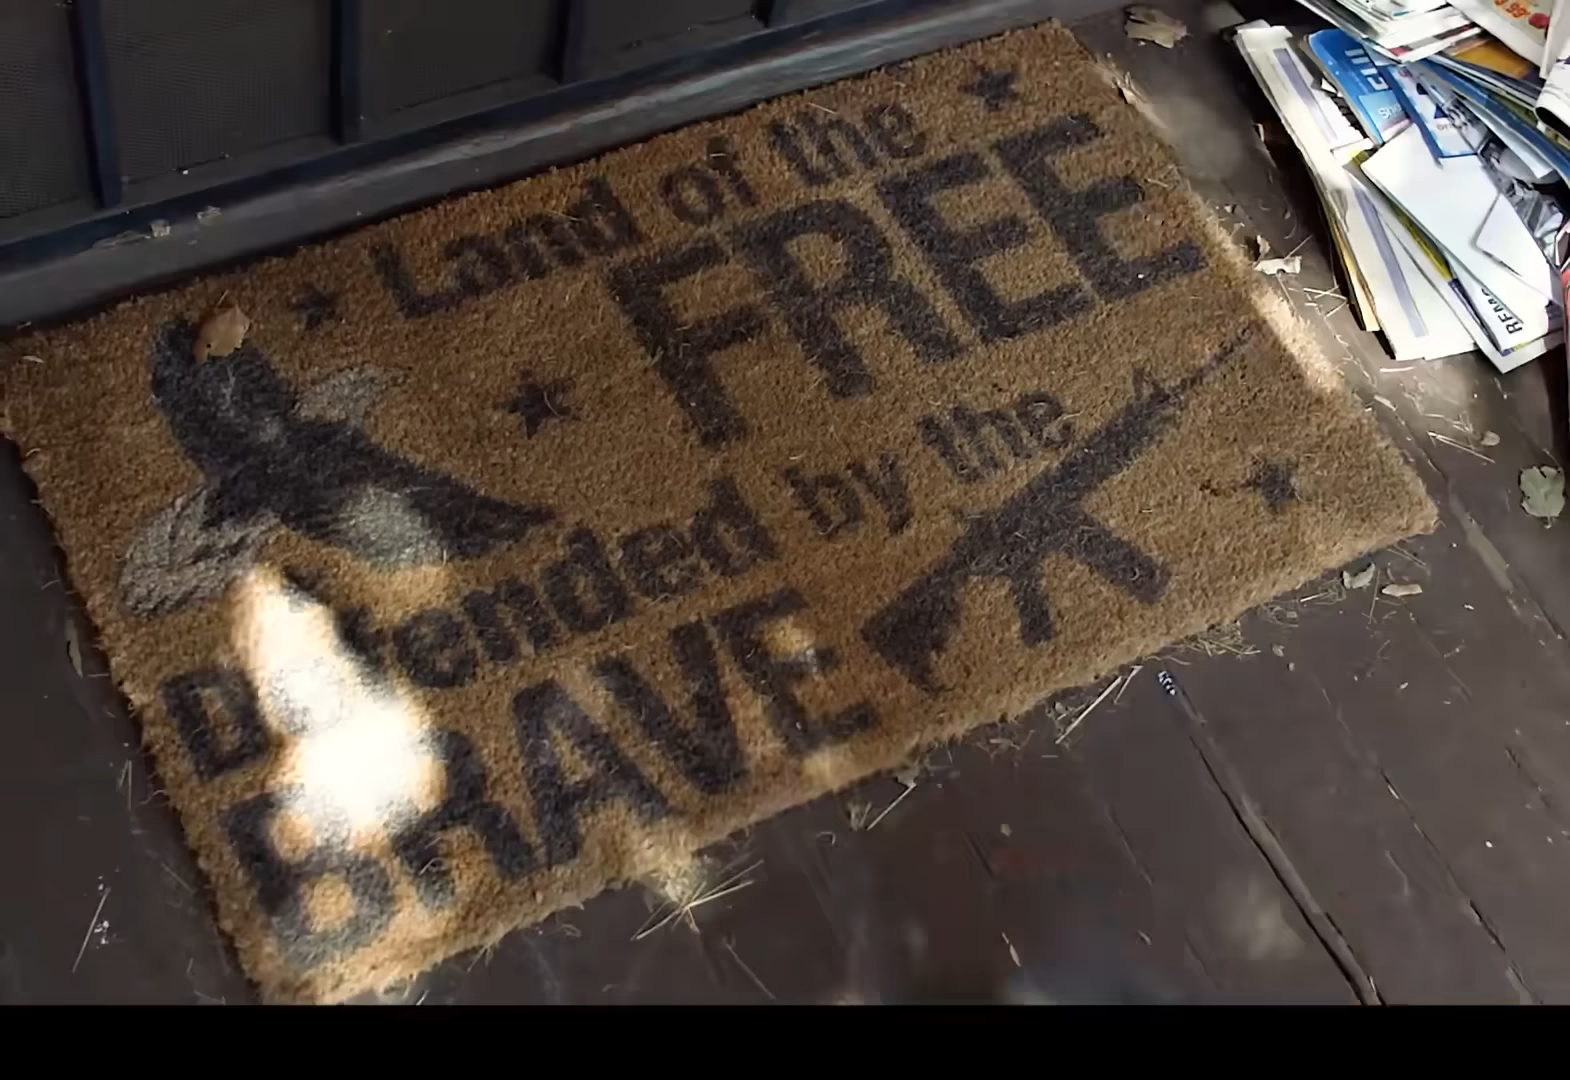 Land of the
FREE
Defended by the
BRAVE